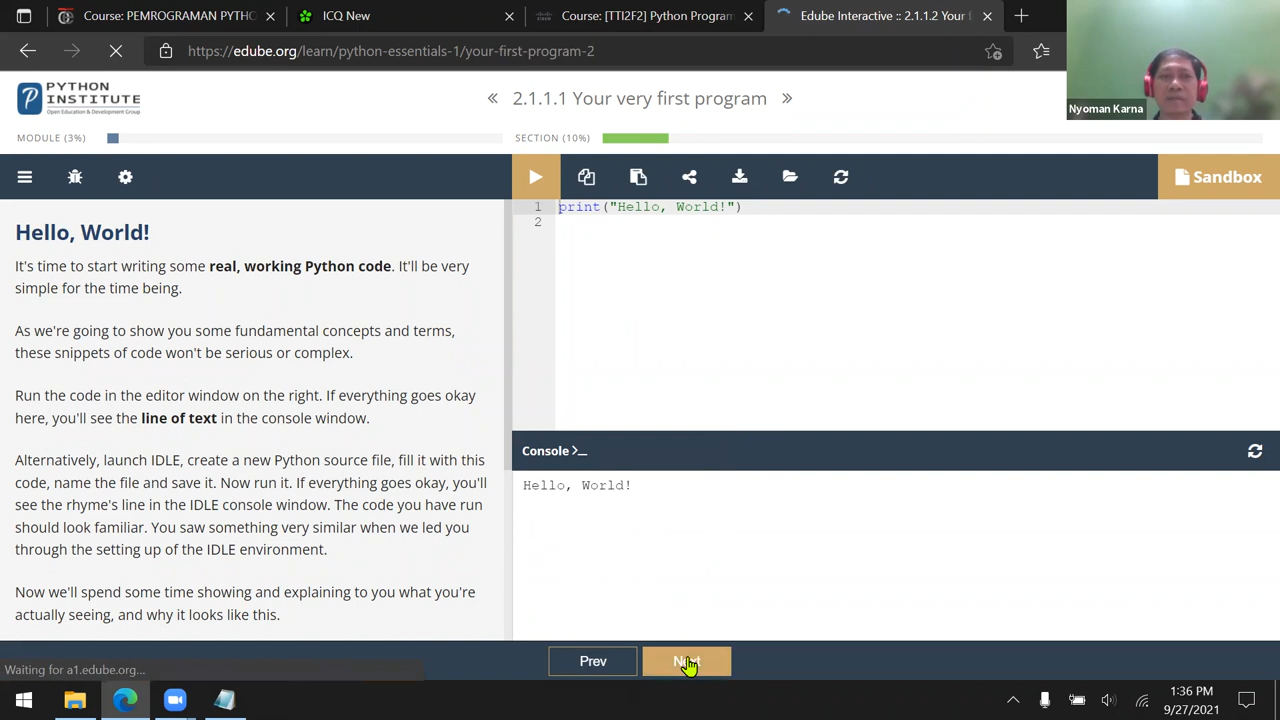 Course: PEMROGRAMAN PYTHO
ICQ New
Course: [TTI2F2] Python Program
Edube Interactive :: 2.1.1.2 Your f
https://edube.org/learn/python-essentials-1/your-first-program-2
Nyoman Karna
PYTHON
INSTITUTE
Open Education & Development Group
« 2.1.1.1 Your very first program »
MODULE (3%)
SECTION (10%)
Sandbox
Hello, World!
It's time to start writing some real, working Python code. It'll be very
simple for the time being.
As we're going to show you some fundamental concepts and terms,
these snippets of code won't be serious or complex.
Run the code in the editor window on the right. If everything goes okay
here, you'll see the line of text in the console window.
Alternatively, launch IDLE, create a new Python source file, fill it with this
code, name the file and save it. Now run it. If everything goes okay, you'll
see the rhyme's line in the IDLE console window. The code you have run
should look familiar. You saw something very similar when we led you
through the setting up of the IDLE environment.
Now we'll spend some time showing and explaining to you what you're
actually seeing, and why it looks like this.
1 print("Hello, World!")
2
Console >_
Hello, World!
Prev
Next
Waiting for a1.edube.org...
1:36 PM
9/27/2021